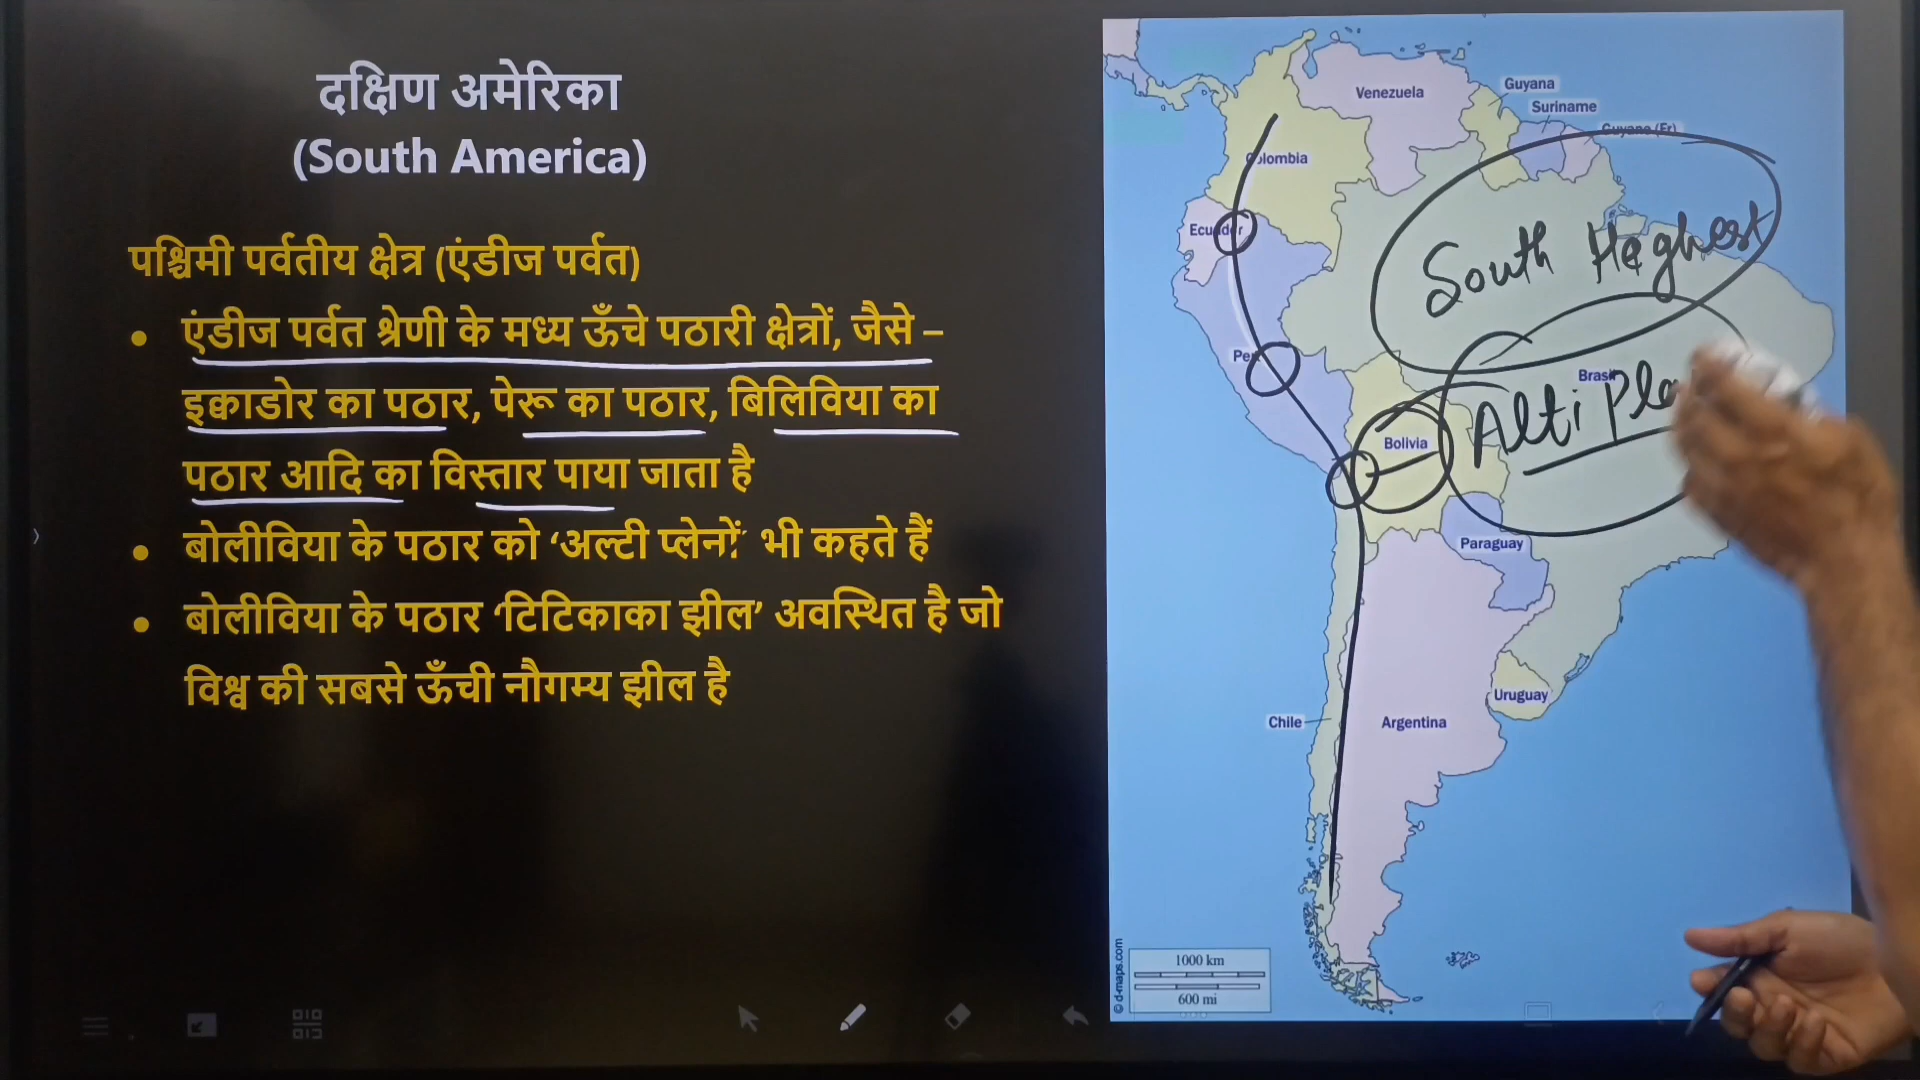 दक्षिण अमेरिका
(South America)
पश्चिमी पर्वतीय क्षेत्र (एंडीज पर्वत)
• एंडीज पर्वत श्रेणी के मध्य ऊँचे पठारी क्षेत्रों, जैसे –
इक्वाडोर का पठार, पेरू का पठार, बिलिविया का
पठार आदि का विस्तार पाया जाता है
• बोलीविया के पठार को ‘अल्टी प्लेनों’ भी कहते हैं
• बोलीविया के पठार ‘टिटिकाका झील’ अवस्थित है जो
विश्व की सबसे ऊँची नौगम्य झील है
Venezuela
Guyana
Suriname
Guyane (Fr)
Colombia
Ecuador
South Heghest
Peru
Brasil
Alti Pla
Bolivia
Paraguay
Uruguay
Chile
Argentina
1000 km
600 mi
© d-maps.com